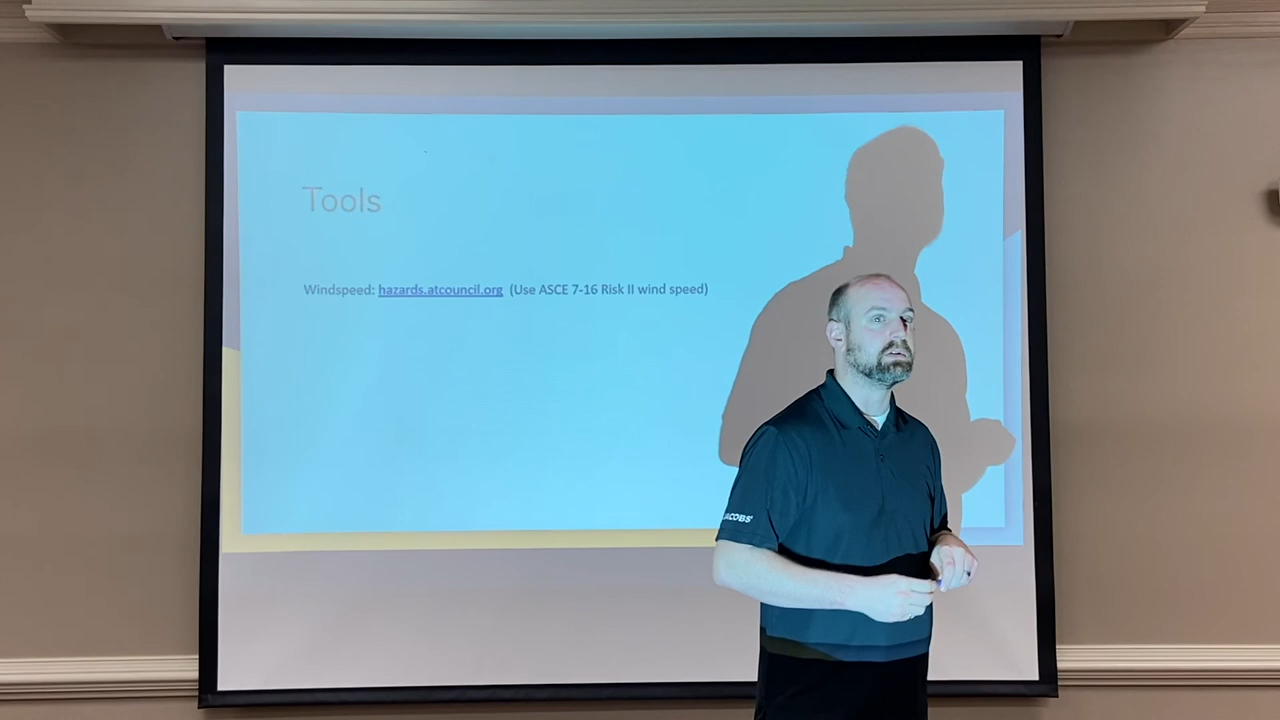 Tools
Windspeed: hazards.atcouncil.org (Use ASCE 7-16 Risk II wind speed)
JACOBS